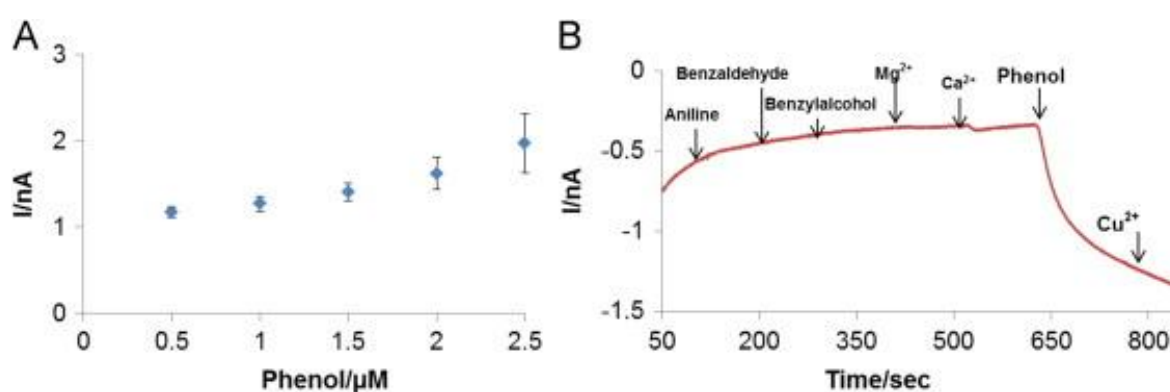 A
I/nA
3
2
1
0
0
0.5
1
1.5
2
2.5
Phenol/µM
B
I/nA
0
-0.5
-1
-1.5
Aniline
Benzaldehyde
Benzylalcohol
Mg²⁺
Ca²⁺
Phenol
Cu²⁺
50
200
350
500
650
800
Time/sec